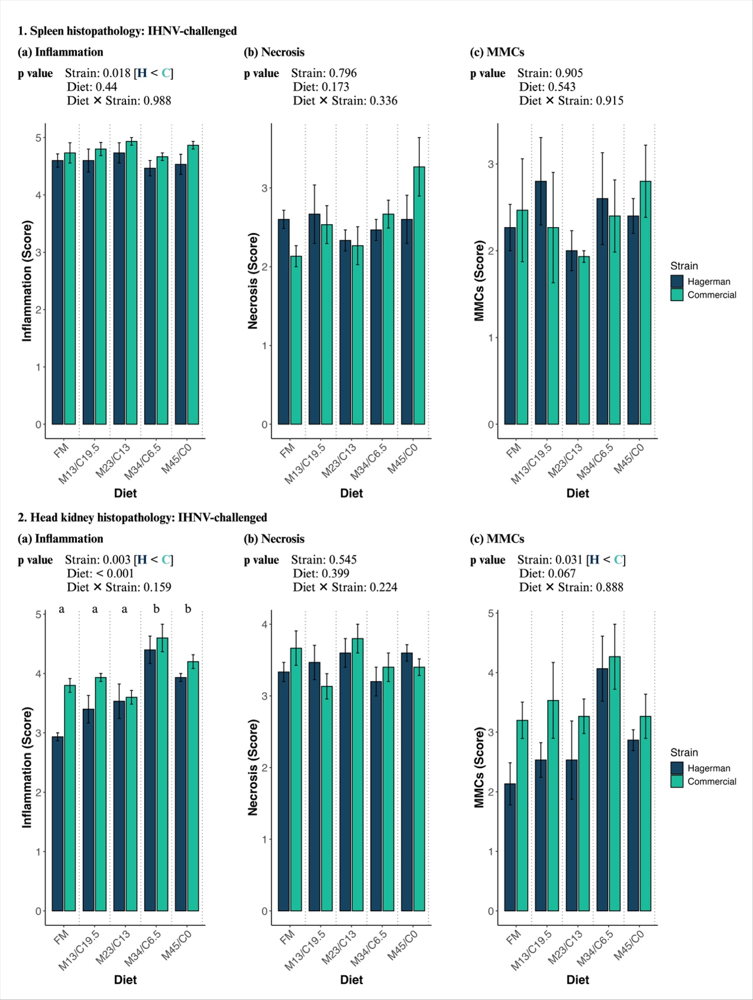 1. Spleen histopathology: IHNV-challenged
(a) Inflammation
p value Strain: 0.018 [H < C]
Diet: 0.44
Diet × Strain: 0.988
5
4
3
2
1
0
Inflammation (Score)
FM
M13/C19.5
M23/C13
M34/C6.5
M45/C0
Diet
(b) Necrosis
p value Strain: 0.796
Diet: 0.173
Diet × Strain: 0.336
3
2
1
0
Necrosis (Score)
FM
M13/C19.5
M23/C13
M34/C6.5
M45/C0
Diet
(c) MMCs
p value Strain: 0.905
Diet: 0.543
Diet × Strain: 0.915
3
2
1
0
MMCs (Score)
FM
M13/C19.5
M23/C13
M34/C6.5
M45/C0
Diet
Strain
Hagerman
Commercial
2. Head kidney histopathology: IHNV-challenged
(a) Inflammation
p value Strain: 0.003 [H < C]
Diet: < 0.001
Diet × Strain: 0.159
a a a b b
5
4
3
2
1
0
Inflammation (Score)
FM
M13/C19.5
M23/C13
M34/C6.5
M45/C0
Diet
(b) Necrosis
p value Strain: 0.545
Diet: 0.399
Diet × Strain: 0.224
4
3
2
1
0
Necrosis (Score)
FM
M13/C19.5
M23/C13
M34/C6.5
M45/C0
Diet
(c) MMCs
p value Strain: 0.031 [H < C]
Diet: 0.067
Diet × Strain: 0.888
5
4
3
2
1
0
MMCs (Score)
FM
M13/C19.5
M23/C13
M34/C6.5
M45/C0
Diet
Strain
Hagerman
Commercial